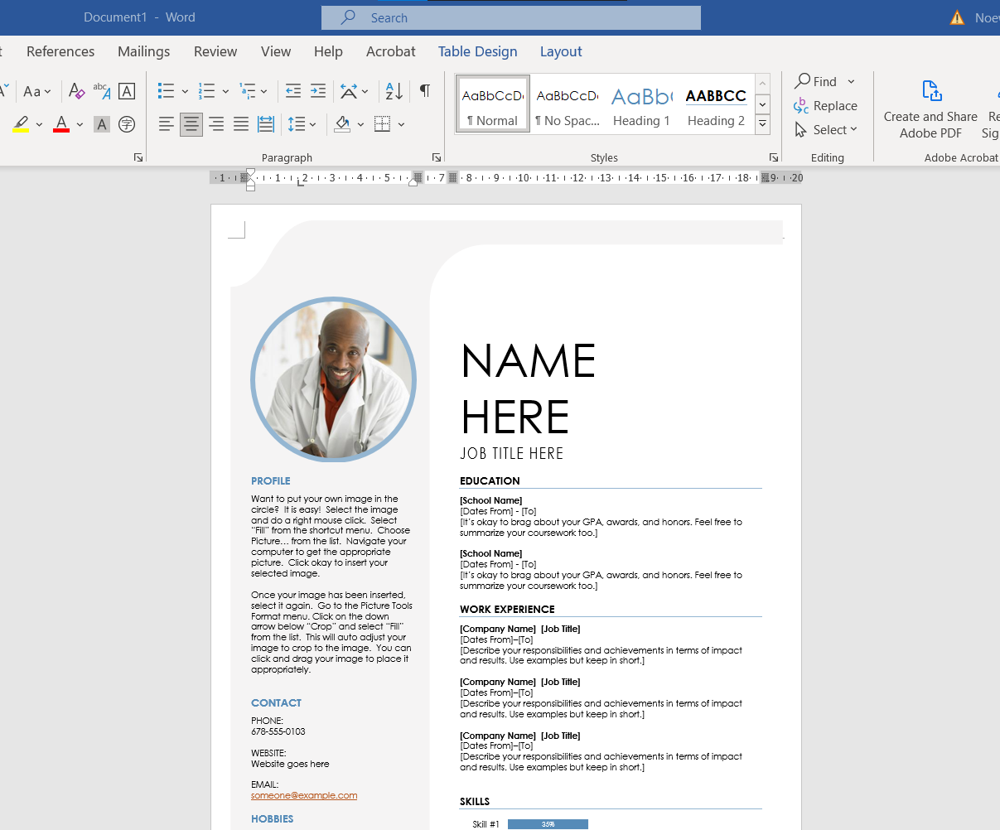 Document1 - Word
Search
References Mailings Review View Help Acrobat Table Design Layout
Aa
AaBbCcDc AaBbCcDc AaBbC AABBCC
¶ Normal ¶ No Spac... Heading 1 Heading 2
Find
Replace
Select
Create and Share
Adobe PDF
Paragraph
Styles
Editing
Adobe Acrobat
1 1 2 3 4 5 7 8 9 10 11 12 13 14 15 16 17 18 19 20
NAME
HERE
JOB TITLE HERE
PROFILE
Want to put your own image in the
circle? It is easy! Select the image
and do a right mouse click. Select
“Fill” from the shortcut menu. Choose
Picture… from the list. Navigate your
computer to get the appropriate
picture. Click okay to insert your
selected image.
Once your image has been inserted,
select it again. Go to the Picture Tools
Format menu. Click on the down
arrow below “Crop” and select “Fill”
from the list. This will auto adjust your
image to crop to the image. You can
click and drag your image to place it
appropriately.
CONTACT
PHONE:
678-555-0103
WEBSITE:
Website goes here
EMAIL:
someone@example.com
HOBBIES
EDUCATION
[School Name]
[Dates From] - [To]
[It’s okay to brag about your GPA, awards, and honors. Feel free to
summarize your coursework too.]
[School Name]
[Dates From] - [To]
[It’s okay to brag about your GPA, awards, and honors. Feel free to
summarize your coursework too.]
WORK EXPERIENCE
[Company Name] [Job Title]
[Dates From]–[To]
[Describe your responsibilities and achievements in terms of impact
and results. Use examples but keep in short.]
[Company Name] [Job Title]
[Dates From]–[To]
[Describe your responsibilities and achievements in terms of impact
and results. Use examples but keep in short.]
[Company Name] [Job Title]
[Dates From]–[To]
[Describe your responsibilities and achievements in terms of impact
and results. Use examples but keep in short.]
SKILLS
Skill #1 35%